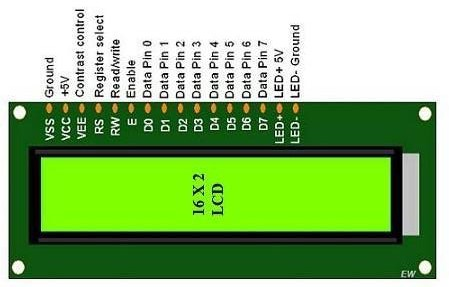 Ground
+5V
Contrast control
Register select
Read/write
Enable
Data Pin 0
Data Pin 1
Data Pin 2
Data Pin 3
Data Pin 4
Data Pin 5
Data Pin 6
Data Pin 7
LED+ 5V
LED- Ground
VSS
VCC
VEE
RS
RW
E
D0
D1
D2
D3
D4
D5
D6
D7
LED+
LED-
16 X 2
LCD
EW